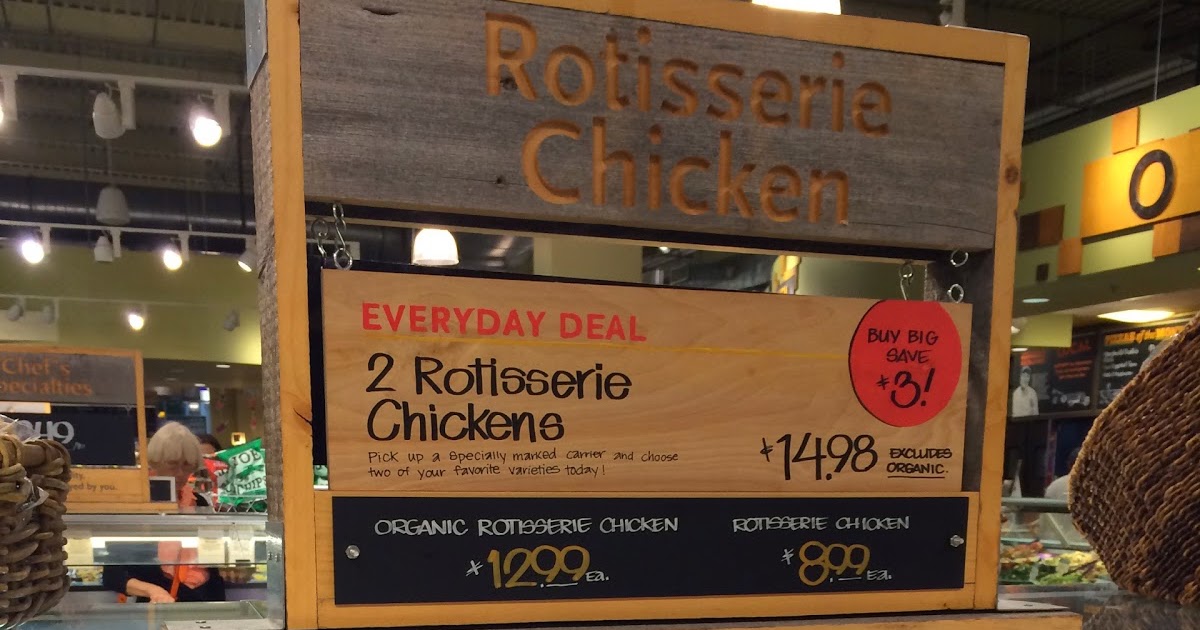 Rotisserie
Chicken
EVERYDAY DEAL
2 Rotisserie
Chickens
Pick up a specially marked carrier and choose
two of your favorite varieties today!
BUY BIG
SAVE
$3!
$14.98 EXCLUDES
ORGANIC.
ORGANIC ROTISSERIE CHICKEN
$12.99 Ea.
ROTISSERIE CHICKEN
$8.99 Ea.
Chef's
Specialties
O